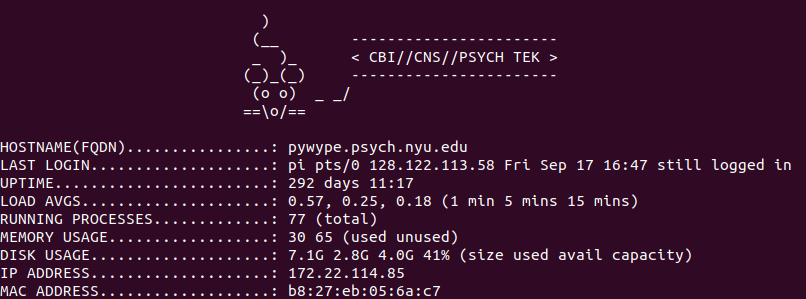 )
(__ -----------------------
_ )_ < CBI//CNS//PSYCH TEK >
(_)_(_) -----------------------
(o o) _ _/
==\o/==
HOSTNAME(FQDN)................: pywype.psych.nyu.edu
LAST LOGIN....................: pi pts/0 128.122.113.58 Fri Sep 17 16:47 still logged in
UPTIME........................: 292 days 11:17
LOAD AVGS.....................: 0.57, 0.25, 0.18 (1 min 5 mins 15 mins)
RUNNING PROCESSES.............: 77 (total)
MEMORY USAGE..................: 30 65 (used unused)
DISK USAGE....................: 7.1G 2.8G 4.0G 41% (size used avail capacity)
IP ADDRESS....................: 172.22.114.85
MAC ADDRESS...................: b8:27:eb:05:6a:c7